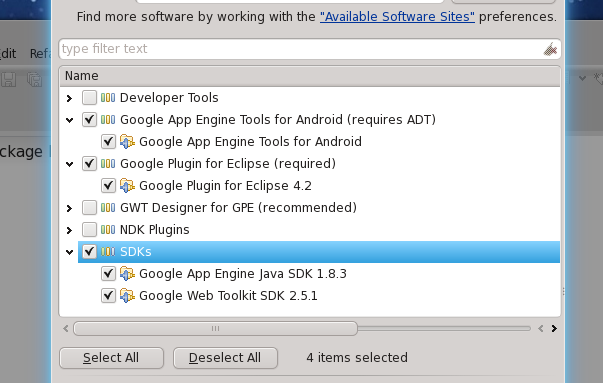 Find more software by working with the "Available Software Sites" preferences.
dit Refa
type filter text
Name
Developer Tools
Google App Engine Tools for Android (requires ADT)
Google App Engine Tools for Android
ckage
Google Plugin for Eclipse (required)
Google Plugin for Eclipse 4.2
GWT Designer for GPE (recommended)
NDK Plugins
SDKs
Google App Engine Java SDK 1.8.3
Google Web Toolkit SDK 2.5.1
Select All Deselect All 4 items selected